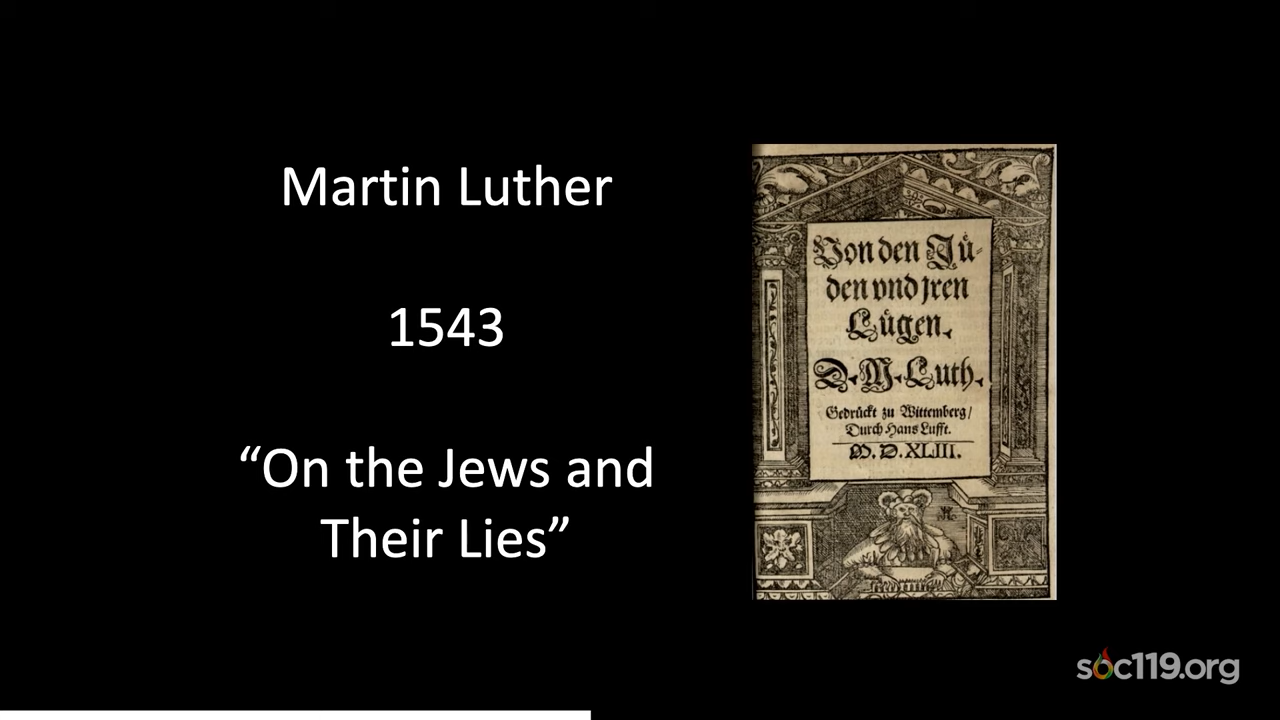 Martin Luther
1543
“On the Jews and
Their Lies”
Von den Jü-
den vnd jren
Lügen.
D. M. Luth.
Gedrückt zu Wittemberg/
Durch Hans Lufft.
M. D. XLIII.
soc119.org